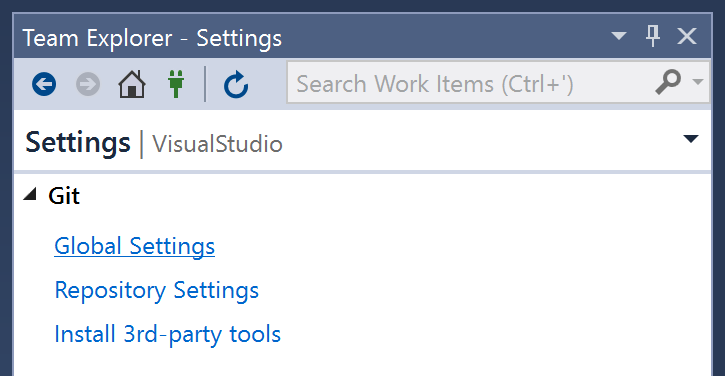 Team Explorer - Settings
Search Work Items (Ctrl+')
Settings | VisualStudio
Git
Global Settings
Repository Settings
Install 3rd-party tools